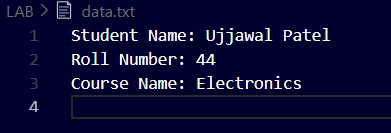 LAB > data.txt
1 Student Name: Ujjawal Patel
2 Roll Number: 44
3 Course Name: Electronics
4